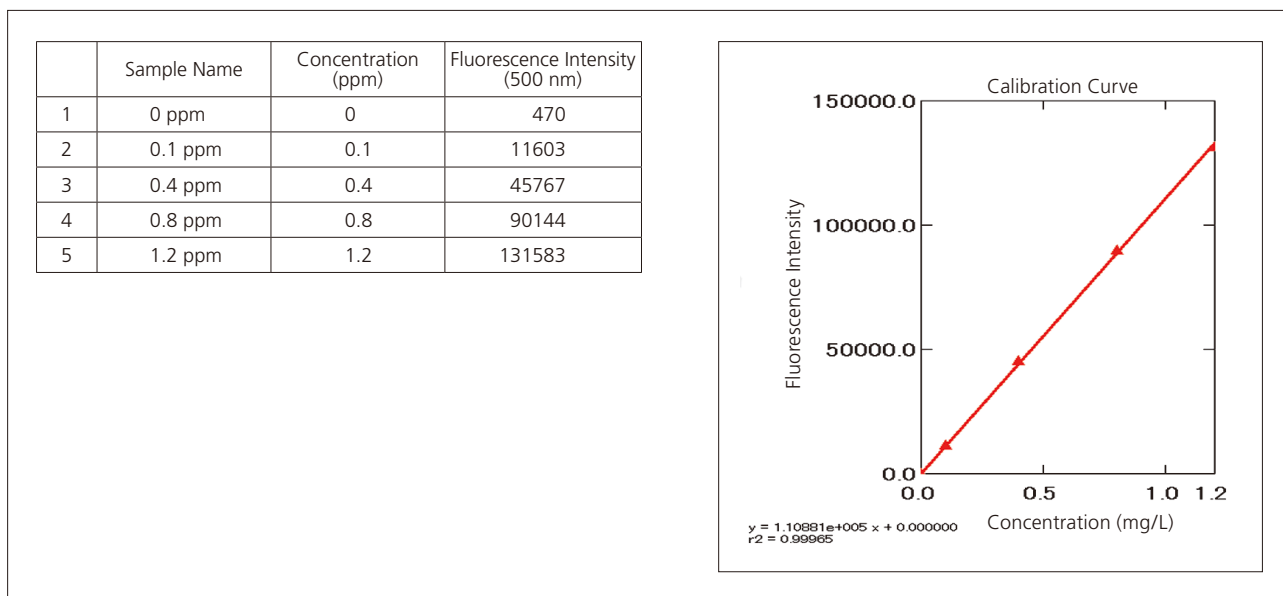 Sample Name Concentration (ppm) Fluorescence Intensity (500 nm)
1 0 ppm 0 470
2 0.1 ppm 0.1 11603
3 0.4 ppm 0.4 45767
4 0.8 ppm 0.8 90144
5 1.2 ppm 1.2 131583
Calibration Curve
150000.0
100000.0
50000.0
0.0
Fluorescence Intensity
0.0 0.5 1.0 1.2
Concentration (mg/L)
y = 1.10881e+005 x + 0.000000
r2 = 0.99965